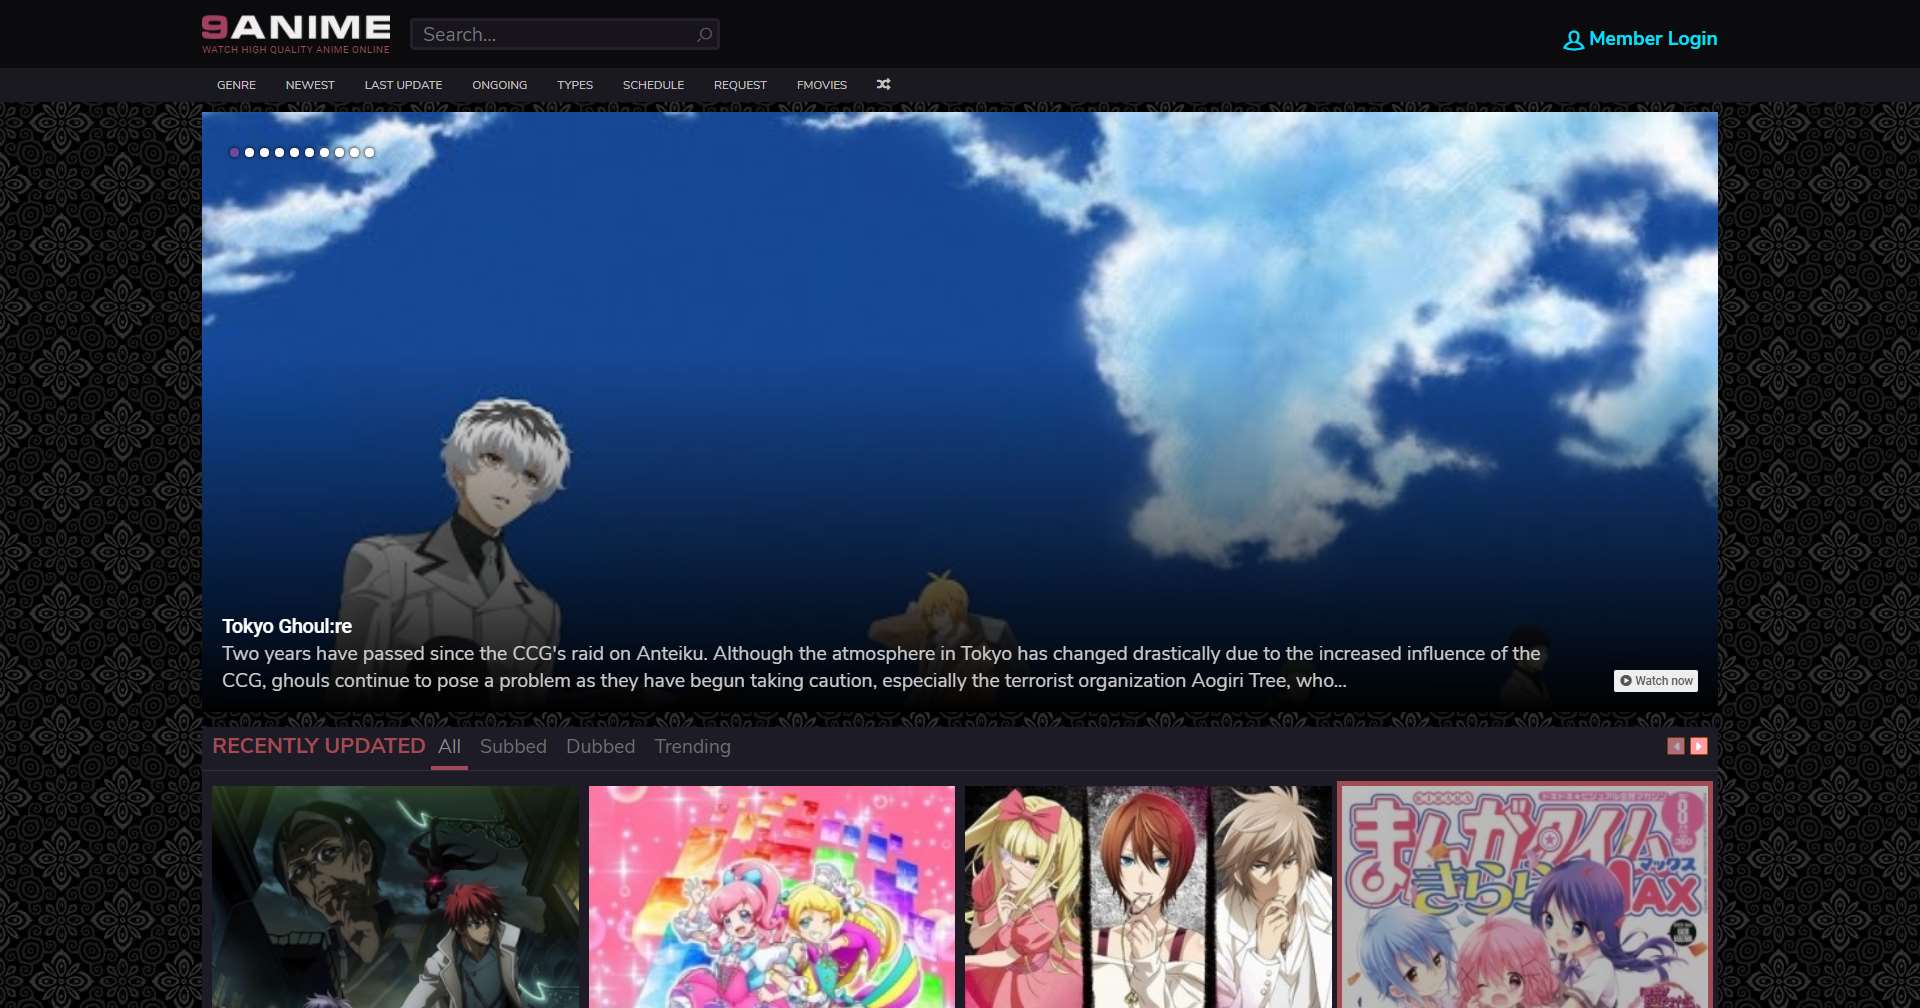 9ANIME
WATCH HIGH QUALITY ANIME ONLINE
Search...
Member Login
GENRE NEWEST LAST UPDATE ONGOING TYPES SCHEDULE REQUEST FMOVIES
Tokyo Ghoul:re
Two years have passed since the CCG's raid on Anteiku. Although the atmosphere in Tokyo has changed drastically due to the increased influence of the
CCG, ghouls continue to pose a problem as they have begun taking caution, especially the terrorist organization Aogiri Tree, who...
Watch now
RECENTLY UPDATED All Subbed Dubbed Trending
8
まんがタイム
きらら
マックス
MAX